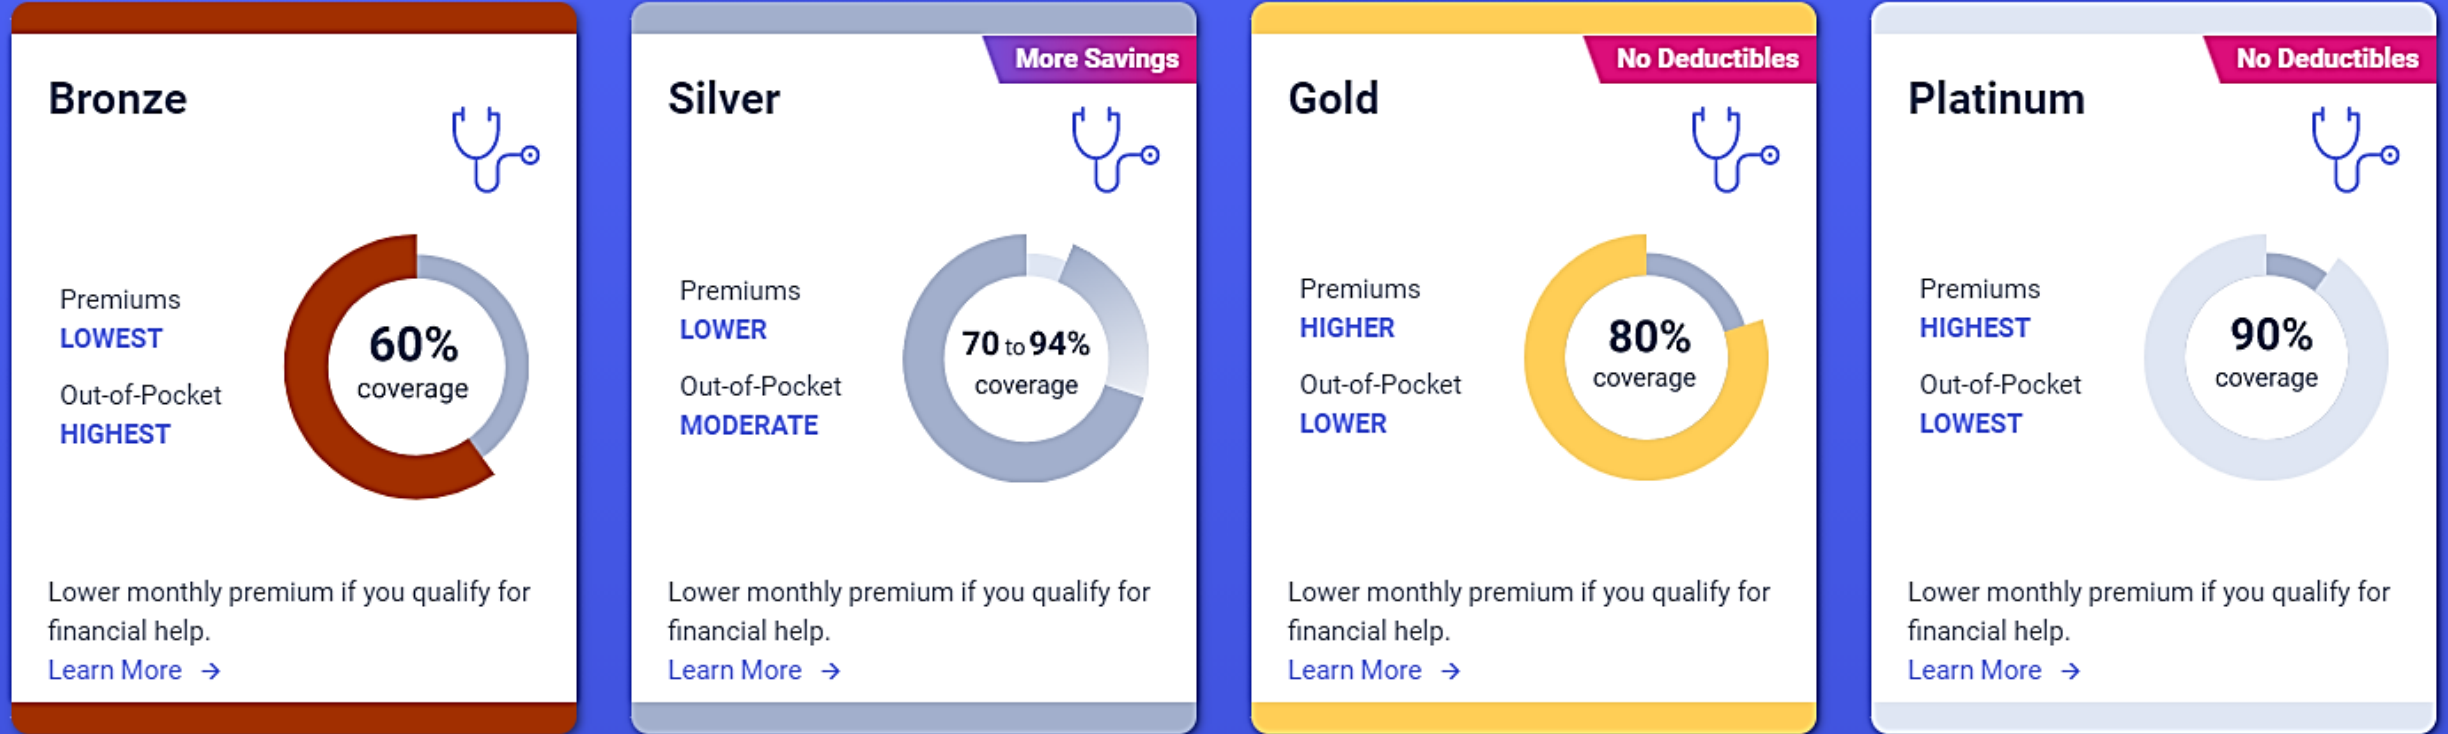 Bronze
Premiums
LOWEST
Out-of-Pocket
HIGHEST
60%
coverage
Lower monthly premium if you qualify for
financial help.
Learn More →
More Savings
Silver
Premiums
LOWER
Out-of-Pocket
MODERATE
70 to 94%
coverage
Lower monthly premium if you qualify for
financial help.
Learn More →
No Deductibles
Gold
Premiums
HIGHER
Out-of-Pocket
LOWER
80%
coverage
Lower monthly premium if you qualify for
financial help.
Learn More →
No Deductibles
Platinum
Premiums
HIGHEST
Out-of-Pocket
LOWEST
90%
coverage
Lower monthly premium if you qualify for
financial help.
Learn More →